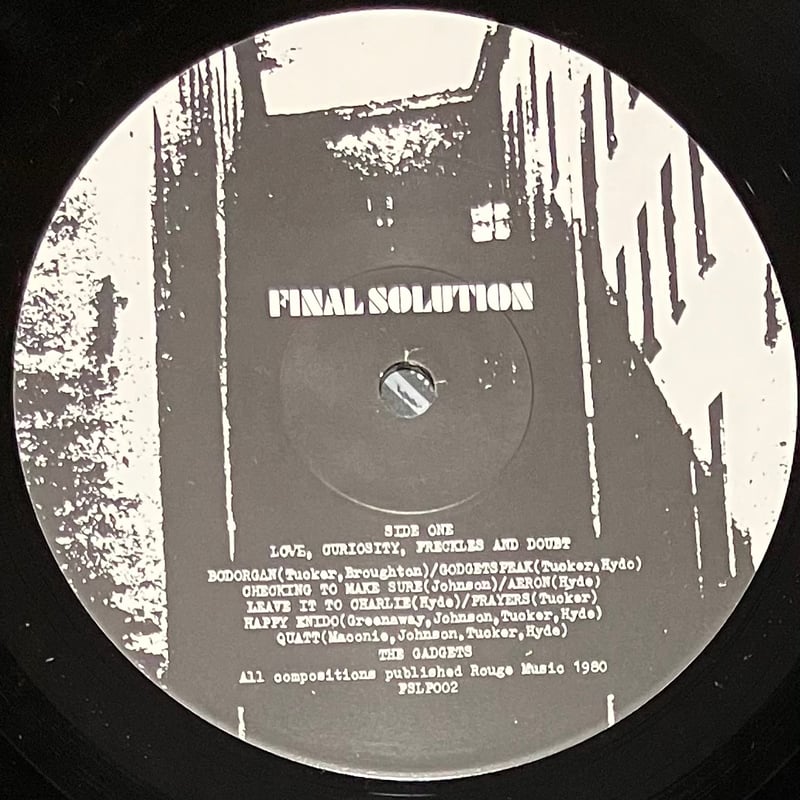 FINAL SOLUTION
SIDE ONE
LOVE, CURIOSITY, FRECKLES AND DOUBT
BODORGAN(Tucker,Broughton)/GODGETSPEAK(Tucker,Hyde)
CHECKING TO MAKE SURE(Johnson)/AERON(Hyde)
LEAVE IT TO CHARLIE(Hyde)/PRAYERS(Tucker)
HAPPY ENIDO(Greenaway,Johnson,Tucker,Hyde)
QUATT(Maconie,Johnson,Tucker,Hyde)
THE GADGETS
All compositions published Rouge Music 1980
FSLP002